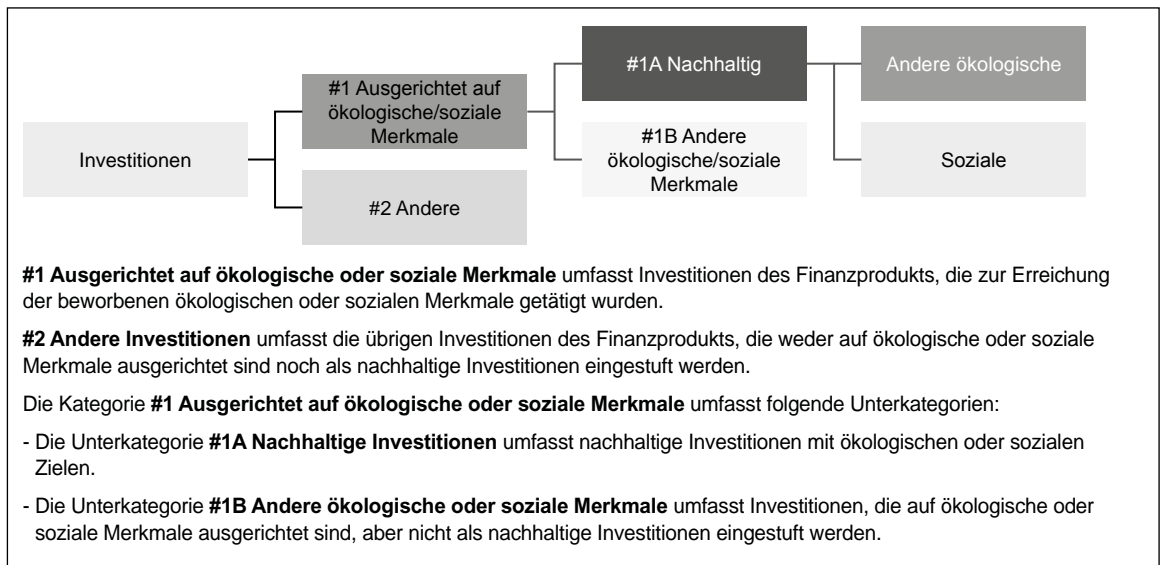 Investitionen
#1 Ausgerichtet auf
ökologische/soziale
Merkmale
#2 Andere
#1A Nachhaltig
#1B Andere
ökologische/soziale
Merkmale
Andere ökologische
Soziale
#1 Ausgerichtet auf ökologische oder soziale Merkmale umfasst Investitionen des Finanzprodukts, die zur Erreichung
der beworbenen ökologischen oder sozialen Merkmale getätigt wurden.
#2 Andere Investitionen umfasst die übrigen Investitionen des Finanzprodukts, die weder auf ökologische oder soziale
Merkmale ausgerichtet sind noch als nachhaltige Investitionen eingestuft werden.
Die Kategorie #1 Ausgerichtet auf ökologische oder soziale Merkmale umfasst folgende Unterkategorien:
- Die Unterkategorie #1A Nachhaltige Investitionen umfasst nachhaltige Investitionen mit ökologischen oder sozialen
Zielen.
- Die Unterkategorie #1B Andere ökologische oder soziale Merkmale umfasst Investitionen, die auf ökologische oder
soziale Merkmale ausgerichtet sind, aber nicht als nachhaltige Investitionen eingestuft werden.